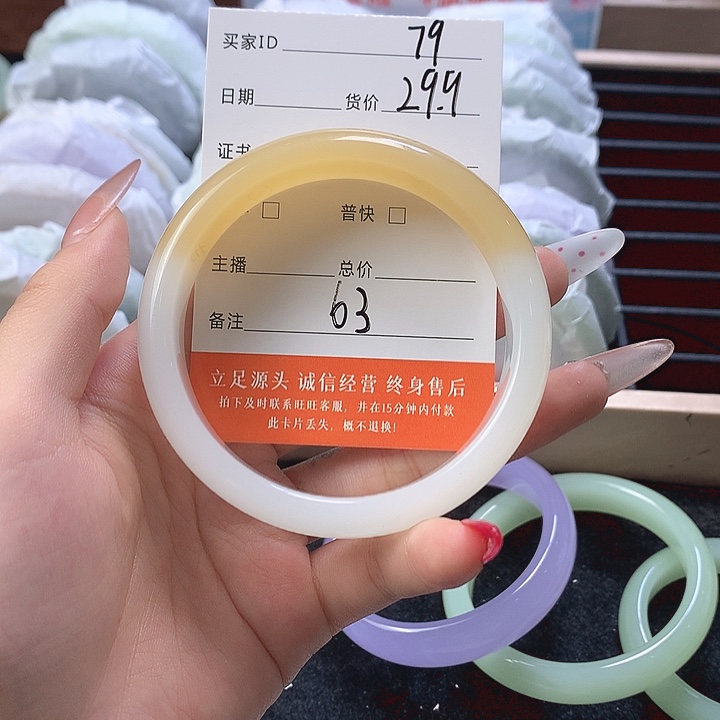 买家ID 79
日期 货价 29.9
证书
普快
主播 总价
备注 63
立足源头 诚信经营 终身售后
拍下及时联系旺旺客服，并在15分钟内付款
此卡片丢失，概不退换！